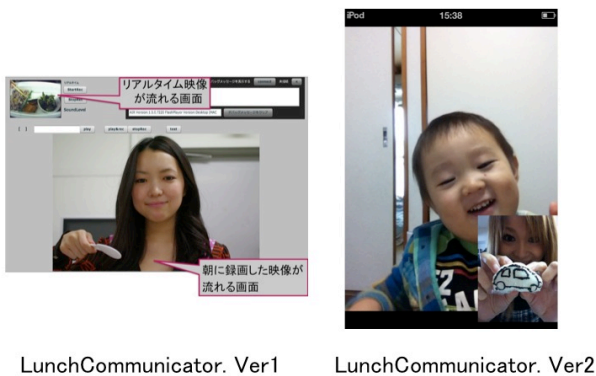 iPod 15:38
リアルタイム映像
が流れる画面
朝に録画した映像が
流れる画面
LunchCommunicator. Ver1
LunchCommunicator. Ver2